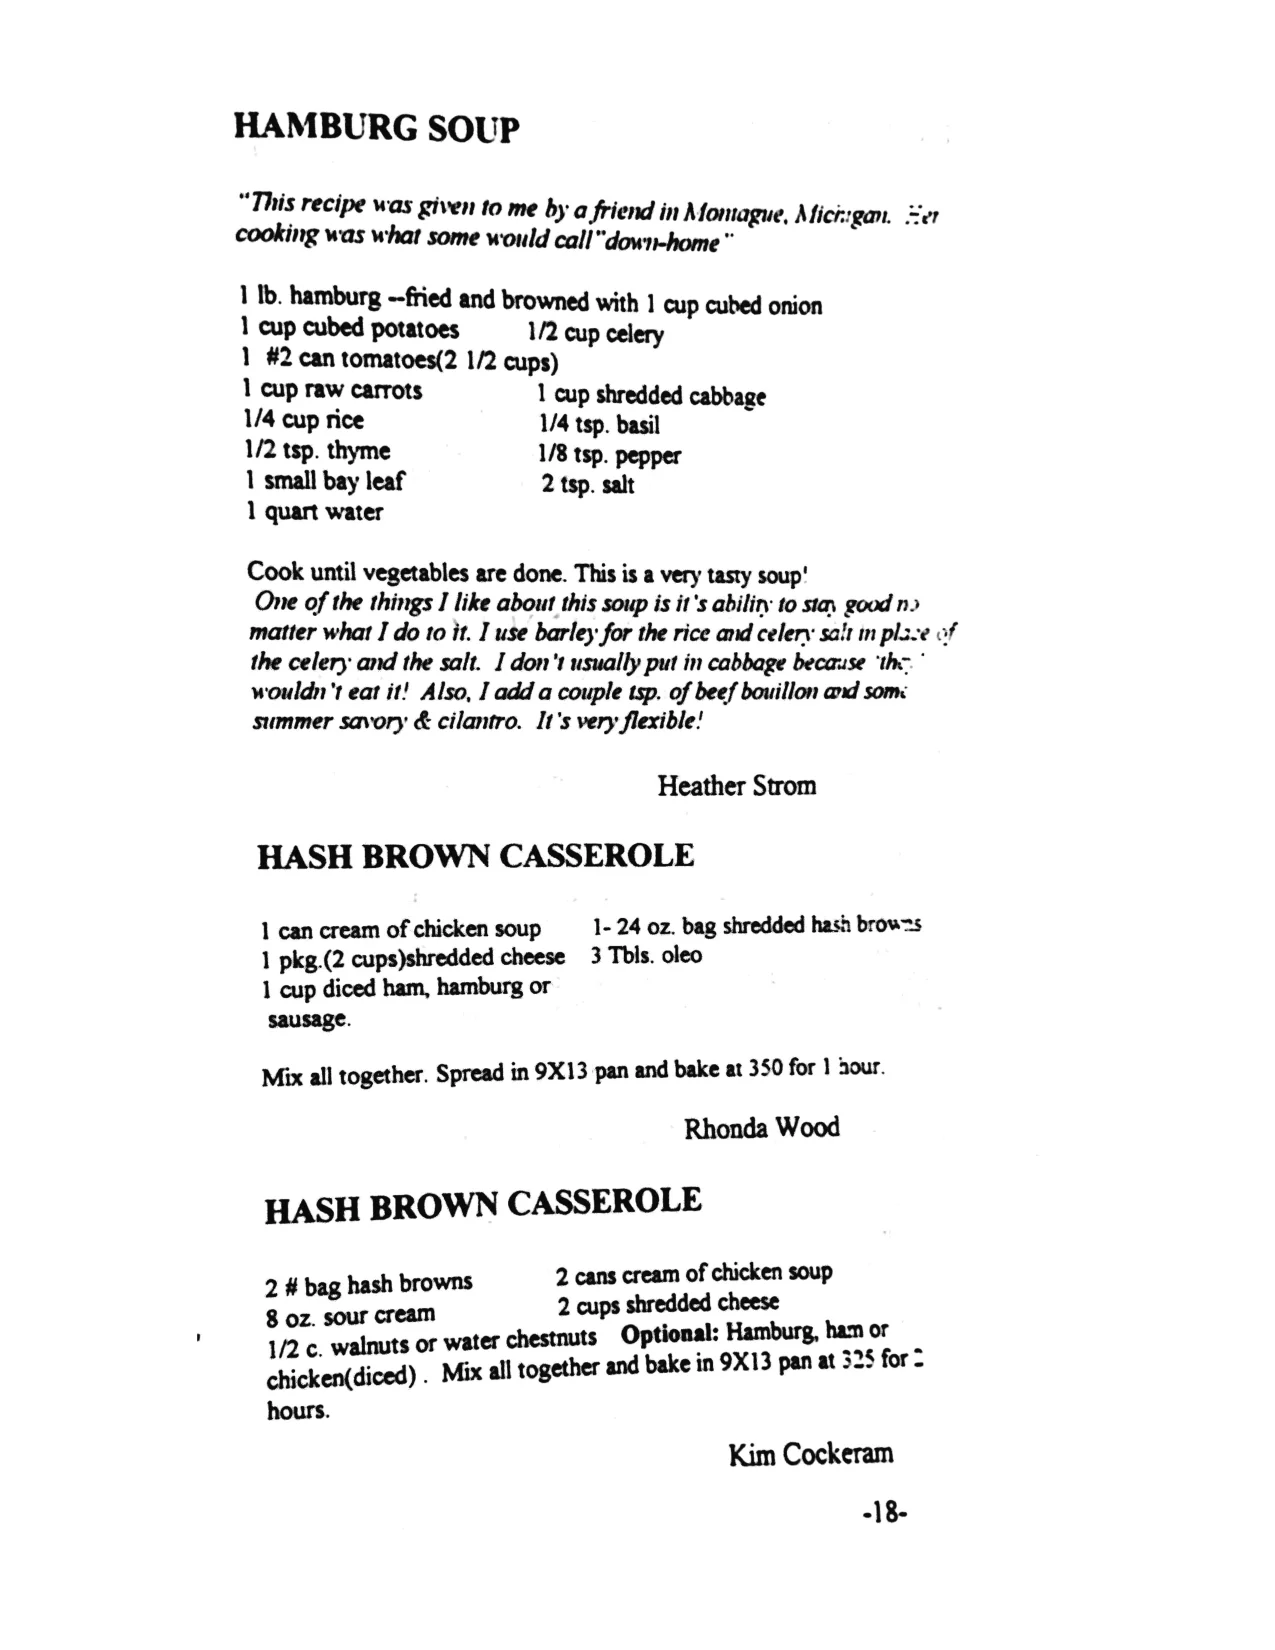 HAMBURG SOUP
"This recipe was given to me by a friend in Montague, Michigan. Her
cooking was what some would call "down-home"
1 lb. hamburg --fried and browned with 1 cup cubed onion
1 cup cubed potatoes 1/2 cup celery
1 #2 can tomatoes(2 1/2 cups)
1 cup raw carrots 1 cup shredded cabbage
1/4 cup rice 1/4 tsp. basil
1/2 tsp. thyme 1/8 tsp. pepper
1 small bay leaf 2 tsp. salt
1 quart water
Cook until vegetables are done. This is a very tasty soup!
One of the things I like about this soup is it's ability to stay good no
matter what I do to it. I use barley for the rice and celery salt in place of
the celery and the salt. I don't usually put in cabbage because
wouldn't eat it! Also, I add a couple tsp. of beef bouillon and some
summer savory & cilantro. It's very flexible!
Heather Strom
HASH BROWN CASSEROLE
1 can cream of chicken soup 1- 24 oz. bag shredded hash browns
1 pkg.(2 cups)shredded cheese 3 Tbls. oleo
1 cup diced ham, hamburg or
sausage.
Mix all together. Spread in 9X13 pan and bake at 350 for 1 hour.
Rhonda Wood
HASH BROWN CASSEROLE
2 # bag hash browns 2 cans cream of chicken soup
8 oz. sour cream 2 cups shredded cheese
1/2 c. walnuts or water chestnuts Optional: Hamburg, ham or
chicken(diced) . Mix all together and bake in 9X13 pan at 325 for
hours.
Kim Cockeram
-18-